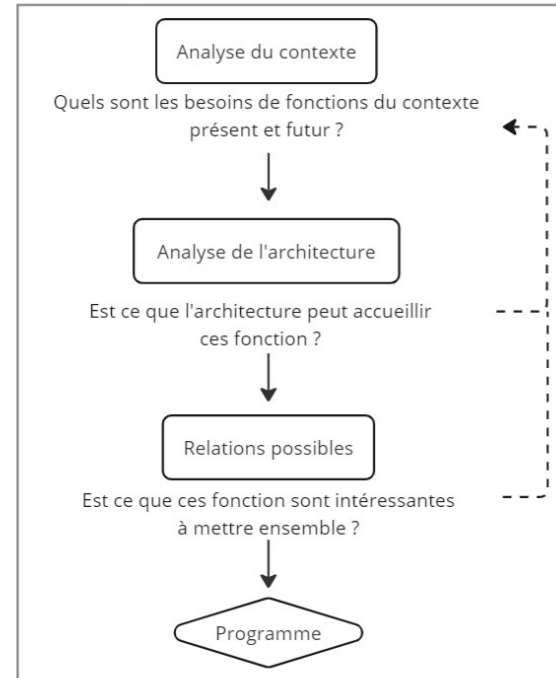 Analyse du contexte
Quels sont les besoins de fonctions du contexte
présent et futur ?
Analyse de l'architecture
Est ce que l'architecture peut accueillir
ces fonction ?
Relations possibles
Est ce que ces fonction sont intéressantes
à mettre ensemble ?
Programme